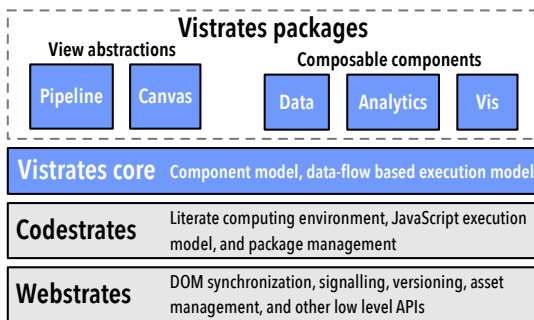 Vistrates packages
View abstractions
Composable components
Pipeline
Canvas
Data
Analytics
Vis
Vistrates core
Component model, data-flow based execution model
Codestrates
Literate computing environment, JavaScript execution
model, and package management
Webstrates
DOM synchronization, signalling, versioning, asset
management, and other low level APIs